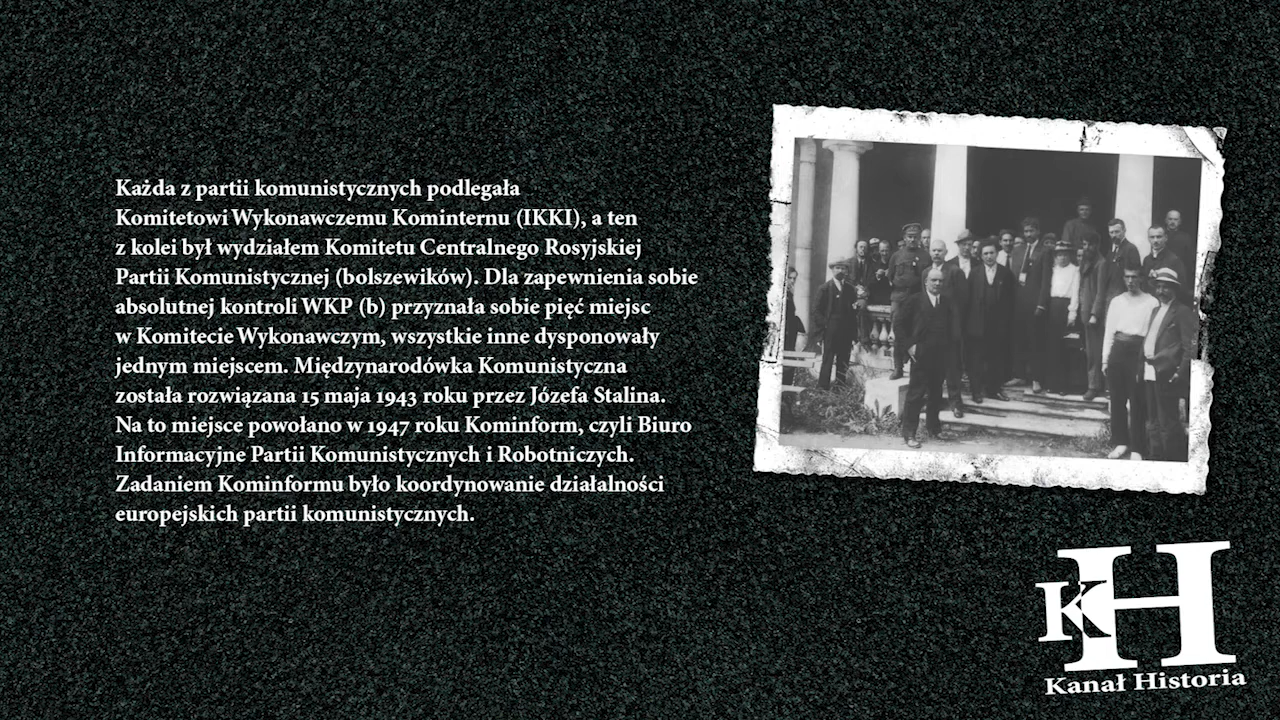 Każda z partii komunistycznych podlegała
Komitetowi Wykonawczemu Kominternu (IKKI), a ten
z kolei był wydziałem Komitetu Centralnego Rosyjskiej
Partii Komunistycznej (bolszewików). Dla zapewnienia sobie
absolutnej kontroli WKP (b) przyznała sobie pięć miejsc
w Komitecie Wykonawczym, wszystkie inne dysponowały
jednym miejscem. Międzynarodówka Komunistyczna
została rozwiązana 15 maja 1943 roku przez Józefa Stalina.
Na to miejsce powołano w 1947 roku Kominform, czyli Biuro
Informacyjne Partii Komunistycznych i Robotniczych.
Zadaniem Kominformu było koordynowanie działalności
europejskich partii komunistycznych.
KH
Kanał Historia